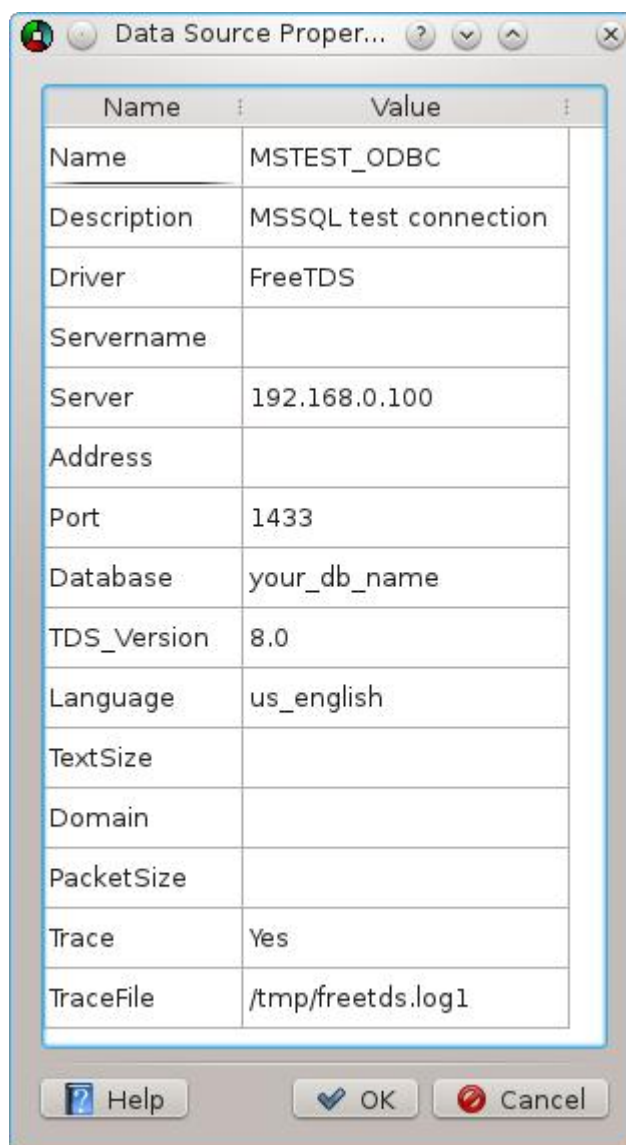 Data Source Proper...
Name Value
Name MSTEST_ODBC
Description MSSQL test connection
Driver FreeTDS
Servername
Server 192.168.0.100
Address
Port 1433
Database your_db_name
TDS_Version 8.0
Language us_english
TextSize
Domain
PacketSize
Trace Yes
TraceFile /tmp/freetds.log1
Help OK Cancel